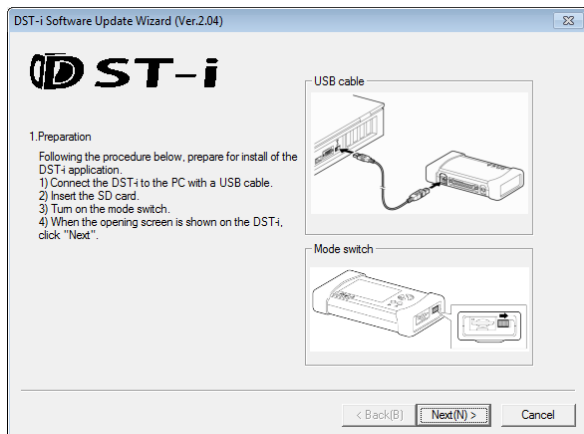 DST-i Software Update Wizard (Ver.2.04)
DST-i
USB cable
1.Preparation
Following the procedure below, prepare for install of the
DST-i application.
1) Connect the DST-i to the PC with a USB cable.
2) Insert the SD card.
3) Turn on the mode switch.
4) When the opening screen is shown on the DST-i,
click "Next".
Mode switch
< Back(B)
Next(N) >
Cancel